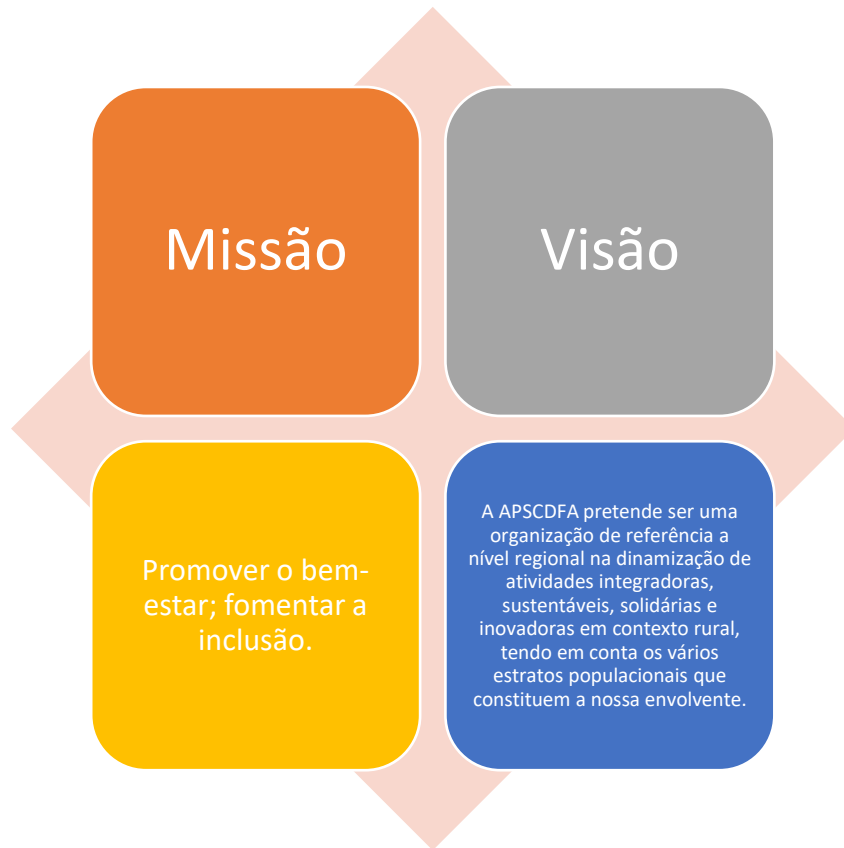 Missão
Visão
Promover o bem-
estar; fomentar a
inclusão.
A APSCDFA pretende ser uma
organização de referência a
nível regional na dinamização de
atividades integradoras,
sustentáveis, solidárias e
inovadoras em contexto rural,
tendo em conta os vários
estratos populacionais que
constituem a nossa envolvente.